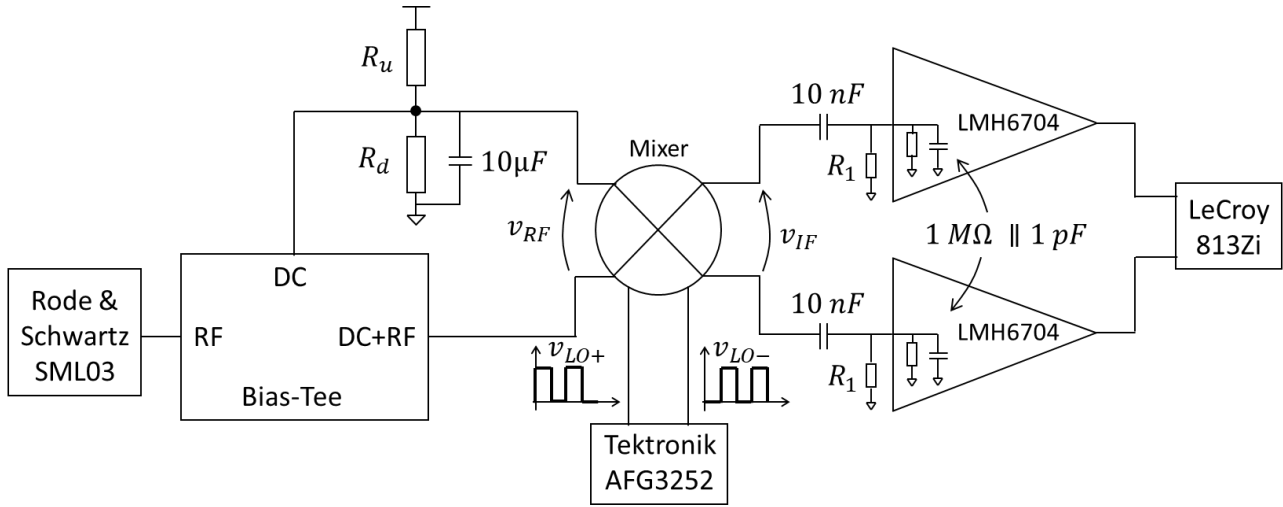 R_u
10 nF
LMH6704
R_d
10μF
Mixer
R_1
v_RF
v_IF
1 MΩ ∥ 1 pF
LeCroy
813Zi
DC
Rode &
Schwartz
SML03
RF
DC+RF
Bias-Tee
10 nF
LMH6704
v_LO+
v_LO−
R_1
Tektronik
AFG3252